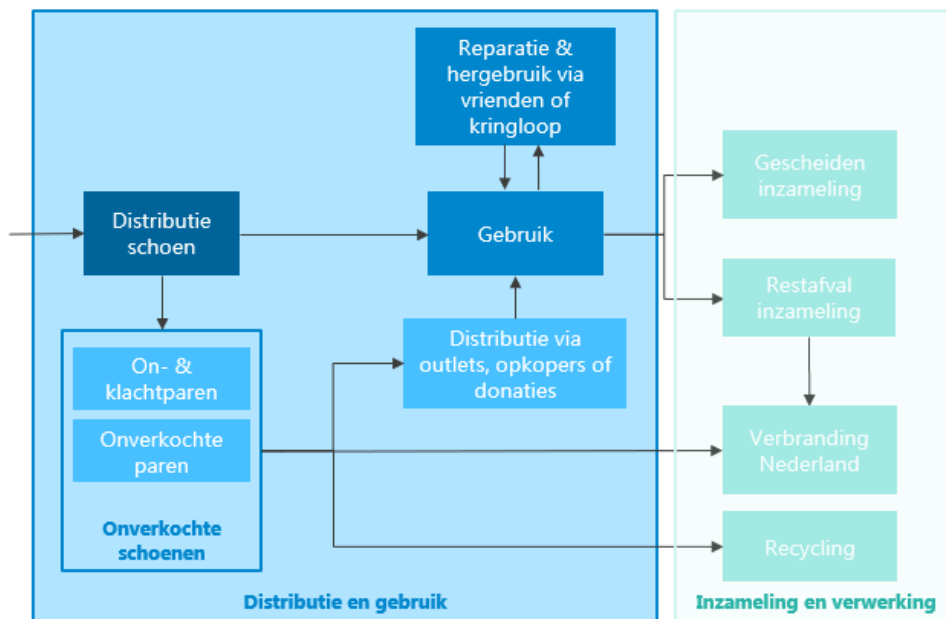 Reparatie &
hergebruik via
vrienden of
kringloop
Gescheiden
inzameling
Distributie
schoen
Gebruik
Restafval
inzameling
Distributie via
outlets, opkopers of
donaties
On- &
klachtparen
Onverkochte
paren
Verbranding
Nederland
Onverkochte
schoenen
Recycling
Distributie en gebruik
Inzameling en verwerking